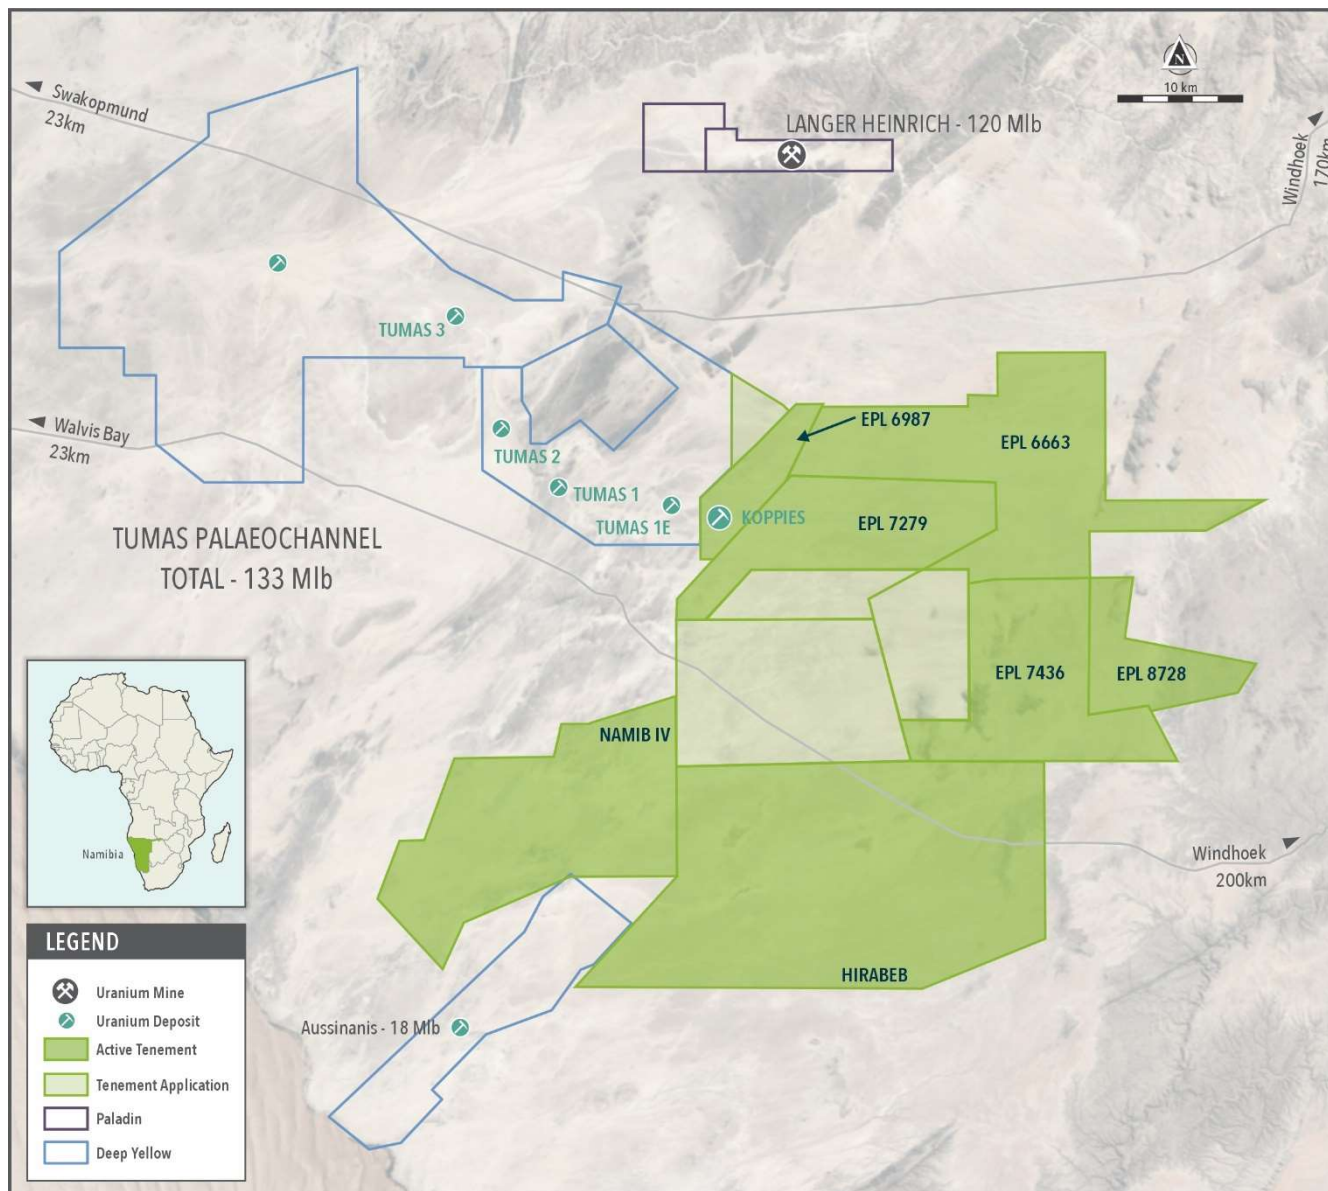 Swakopmund
23km
N
10 km
LANGER HEINRICH - 120 Mlb
Windhoek
170km
TUMAS 3
EPL 6987
EPL 6663
Walvis Bay
23km
TUMAS 2
TUMAS 1
TUMAS 1E
KOPPIES
EPL 7279
TUMAS PALAEOCHANNEL
TOTAL - 133 Mlb
EPL 7436
EPL 8728
NAMIB IV
Namibia
Windhoek
200km
HIRABEB
Aussinanis - 18 Mlb
LEGEND
Uranium Mine
Uranium Deposit
Active Tenement
Tenement Application
Paladin
Deep Yellow